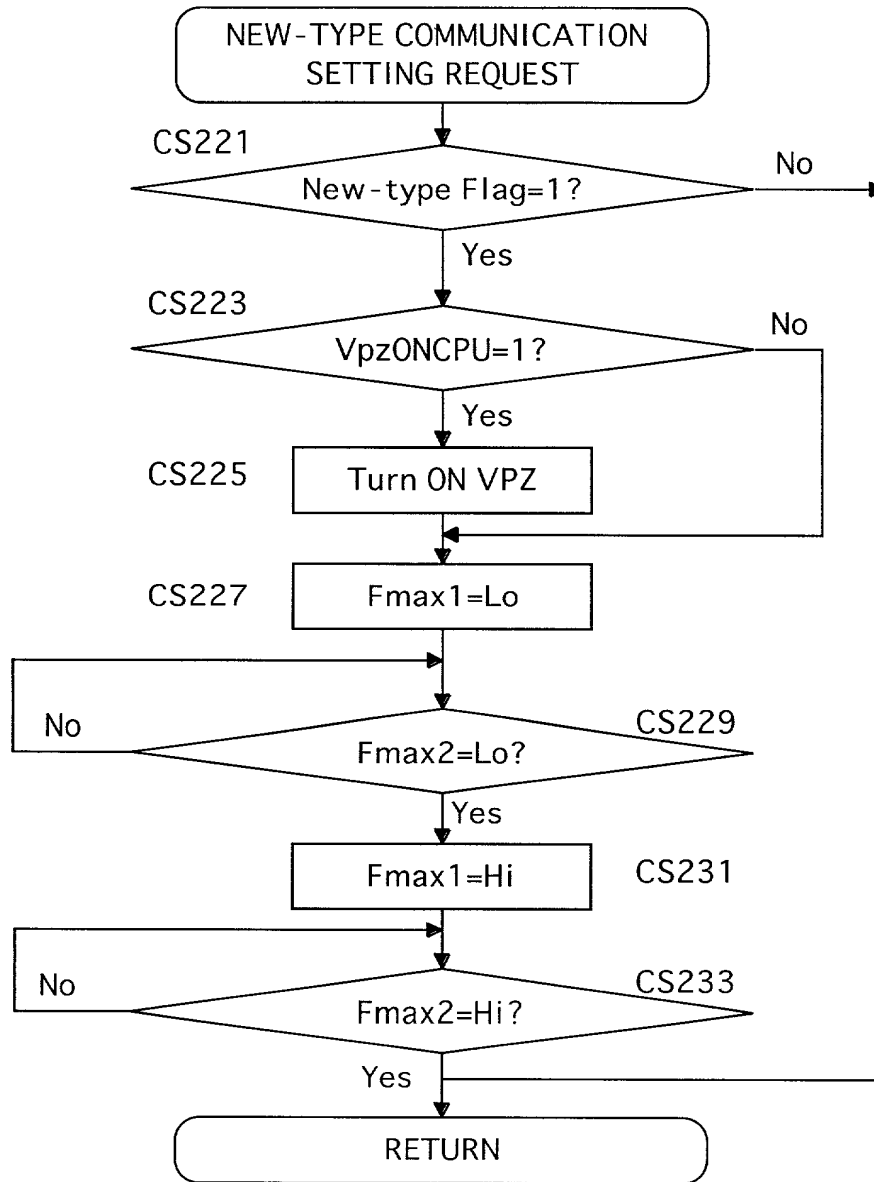 NEW-TYPE COMMUNICATION
SETTING REQUEST
CS221
New-type Flag=1?
No
Yes
CS223
VpzONCPU=1?
No
Yes
CS225
Turn ON VPZ
CS227
Fmax1=Lo
CS229
Fmax2=Lo?
No
Yes
Fmax1=Hi
CS231
CS233
Fmax2=Hi?
No
Yes
RETURN